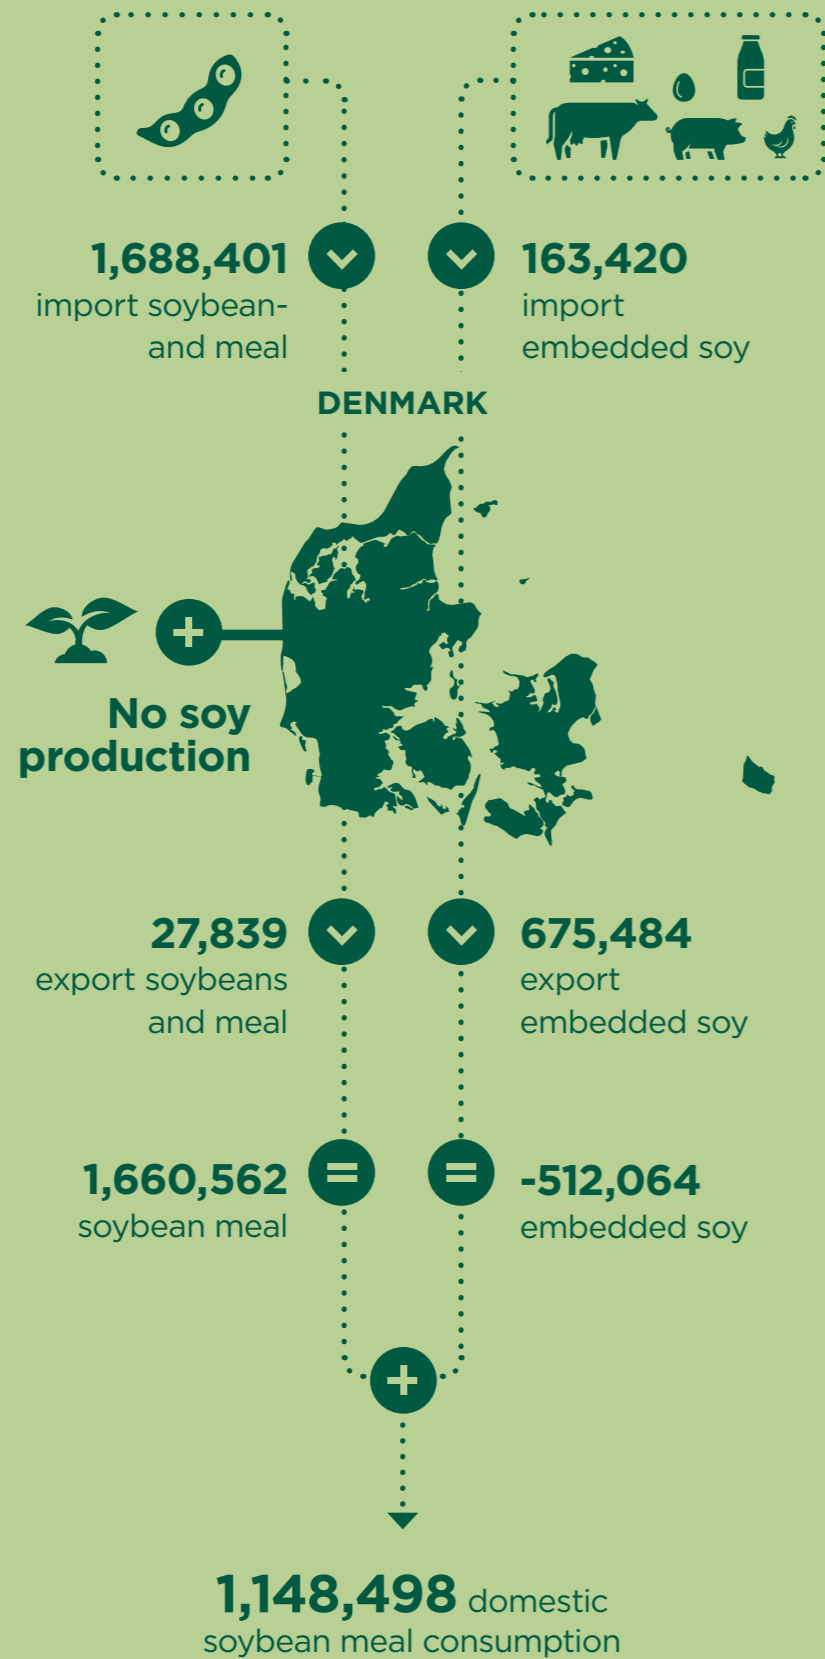 1,688,401
import soybean-
and meal
163,420
import
embedded soy
DENMARK
No soy
production
27,839
export soybeans
and meal
675,484
export
embedded soy
1,660,562
soybean meal
-512,064
embedded soy
1,148,498 domestic
soybean meal consumption